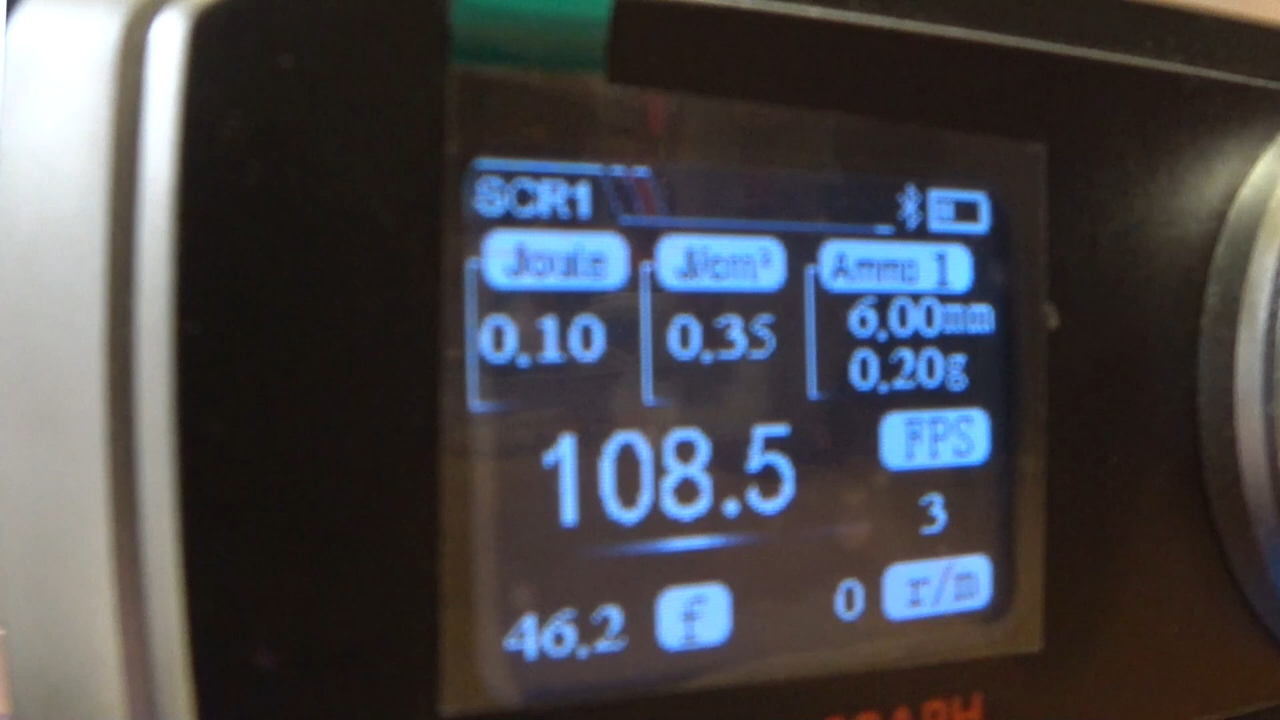 SCR1
Joule J/cm² Ammo 1
0.10 0.35 6.00mm
0.20g
108.5 FPS
3
46.2 f 0 r/m